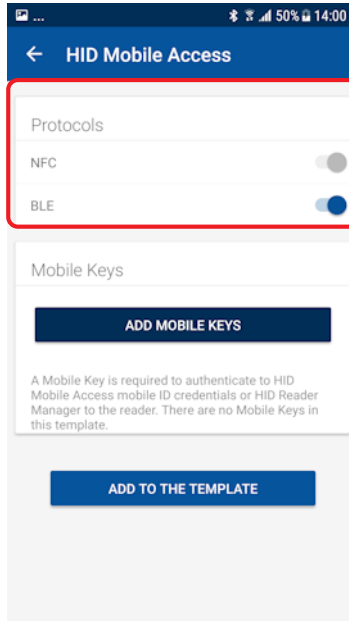 ... 50% 14:00
HID Mobile Access
Protocols
NFC
BLE
Mobile Keys
ADD MOBILE KEYS
A Mobile Key is required to authenticate to HID
Mobile Access mobile ID credentials or HID Reader
Manager to the reader. There are no Mobile Keys in
this template.
ADD TO THE TEMPLATE